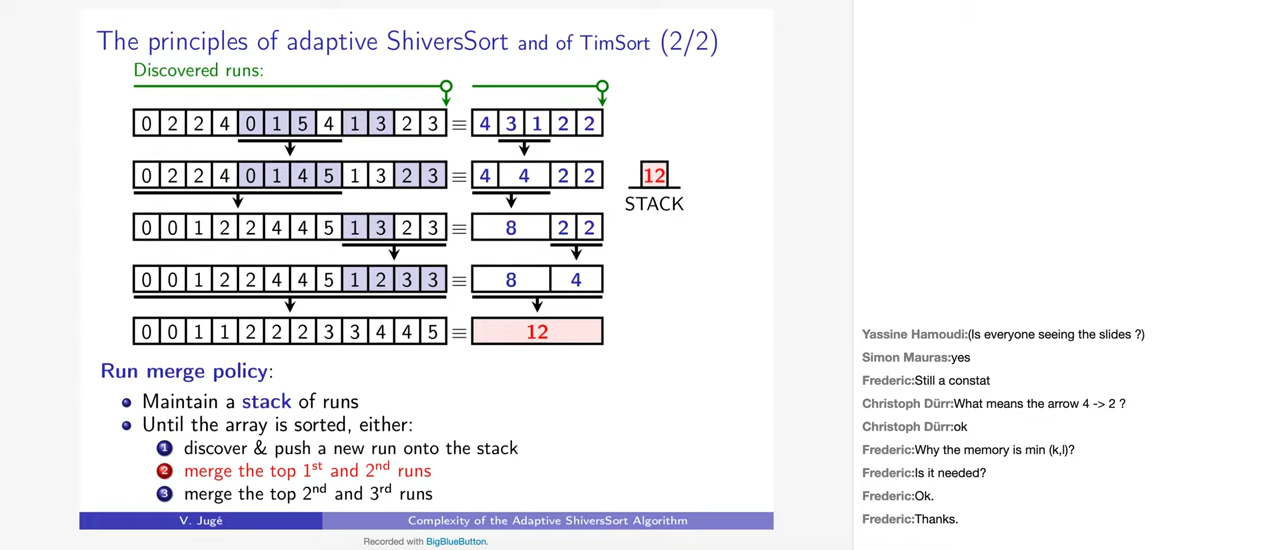 The principles of adaptive ShiversSort and of TimSort (2/2)
Discovered runs:
0 2 2 4 0 1 5 4 1 3 2 3 ≡ 4 3 1 2 2
0 2 2 4 0 1 4 5 1 3 2 3 ≡ 4 4 2 2 12
STACK
0 0 1 2 2 4 4 5 1 3 2 3 ≡ 8 2 2
0 0 1 2 2 4 4 5 1 2 3 3 ≡ 8 4
0 0 1 1 2 2 2 3 3 4 4 5 ≡ 12
Run merge policy:
Maintain a stack of runs
Until the array is sorted, either:
1 discover & push a new run onto the stack
2 merge the top 1st and 2nd runs
3 merge the top 2nd and 3rd runs
V. Jugé Complexity of the Adaptive ShiversSort Algorithm
Recorded with BigBlueButton.
Yassine Hamoudi:(Is everyone seeing the slides ?)
Simon Mauras:yes
Frederic:Still a constat
Christoph Dürr:What means the arrow 4 -> 2 ?
Christoph Dürr:ok
Frederic:Why the memory is min (k,l)?
Frederic:Is it needed?
Frederic:Ok.
Frederic:Thanks.